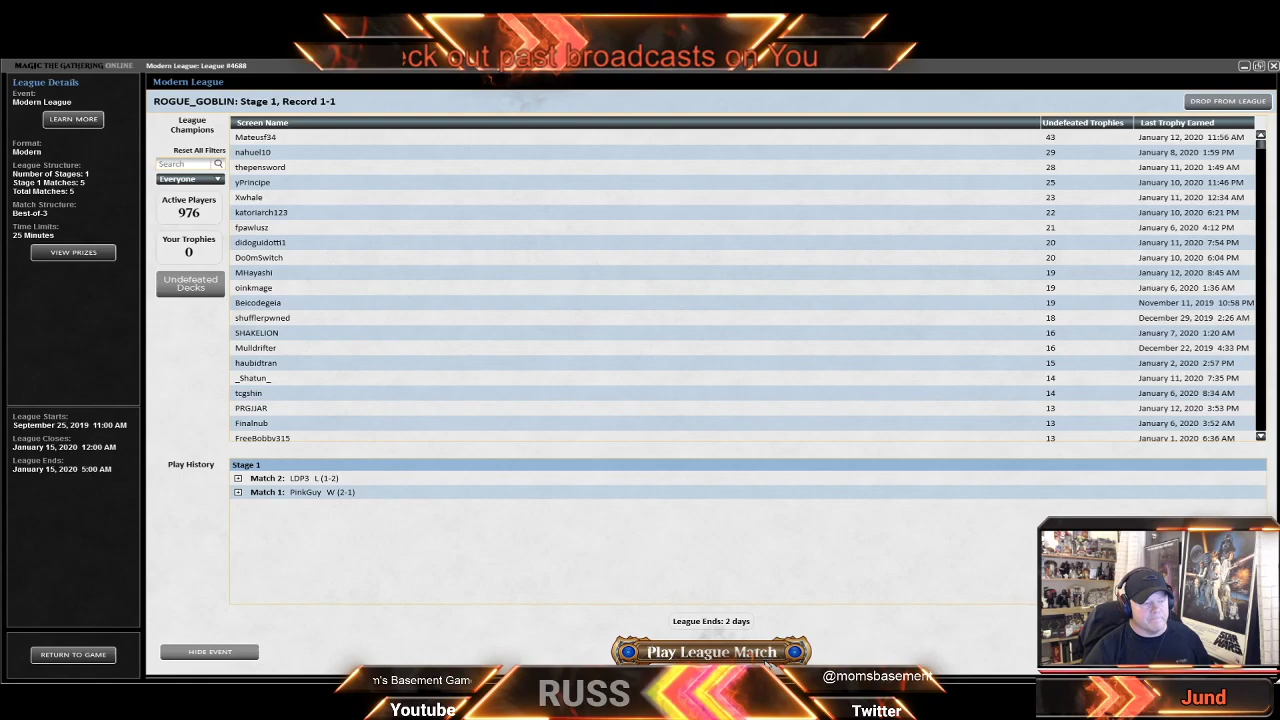 ck out past broadcasts on You
MAGIC THE GATHERING ONLINE
Modern League: League #4688
League Details
Event:
Modern League
LEARN MORE
Format:
Modern
League Structure:
Number of Stages: 1
Stage 1 Matches: 5
Total Matches: 5
Match Structure:
Best-of-3
Time Limits:
25 Minutes
VIEW PRIZES
League Starts:
September 25, 2019 11:00 AM
League Closes:
January 15, 2020 12:00 AM
League Ends:
January 15, 2020 5:00 AM
RETURN TO GAME
Modern League
ROGUE_GOBLIN: Stage 1, Record 1-1
DROP FROM LEAGUE
League Champions
Reset All Filters
Search
Everyone
Active Players
976
Your Trophies
0
Undefeated Decks
Screen Name Undefeated Trophies Last Trophy Earned
Mateusf34 43 January 12, 2020 11:56 AM
nahuel10 29 January 8, 2020 1:59 PM
thepensword 28 January 11, 2020 1:49 AM
yPrincipe 25 January 10, 2020 11:46 PM
Xwhale 23 January 11, 2020 12:34 AM
katoriarch123 22 January 10, 2020 6:21 PM
fpawlusz 21 January 6, 2020 4:12 PM
didoguidotti1 20 January 11, 2020 7:54 PM
Do0mSwitch 20 January 10, 2020 6:04 PM
MHayashi 19 January 12, 2020 8:45 AM
oinkmage 19 January 6, 2020 1:36 AM
Beicodegeia 19 November 11, 2019 10:58 PM
shufflerpwned 18 December 29, 2019 2:26 AM
SHAKELION 16 January 7, 2020 1:20 AM
Mulldrifter 16 December 22, 2019 4:33 PM
haubidtran 15 January 2, 2020 2:57 PM
_Shatun_ 14 January 11, 2020 7:35 PM
tcgshin 14 January 6, 2020 8:34 AM
PRGJJAR 13 January 12, 2020 3:53 PM
Finalnub 13 January 6, 2020 3:52 AM
FreeBobby315 13 January 1, 2020 6:36 AM
Play History
Stage 1
Match 2: LDP3 L (1-2)
Match 1: PinkGuy W (2-1)
League Ends: 2 days
HIDE EVENT
Play League Match
m's Basement Gam
Youtube
RUSS
@momsbasement
Twitter
STAR WARS
Jund